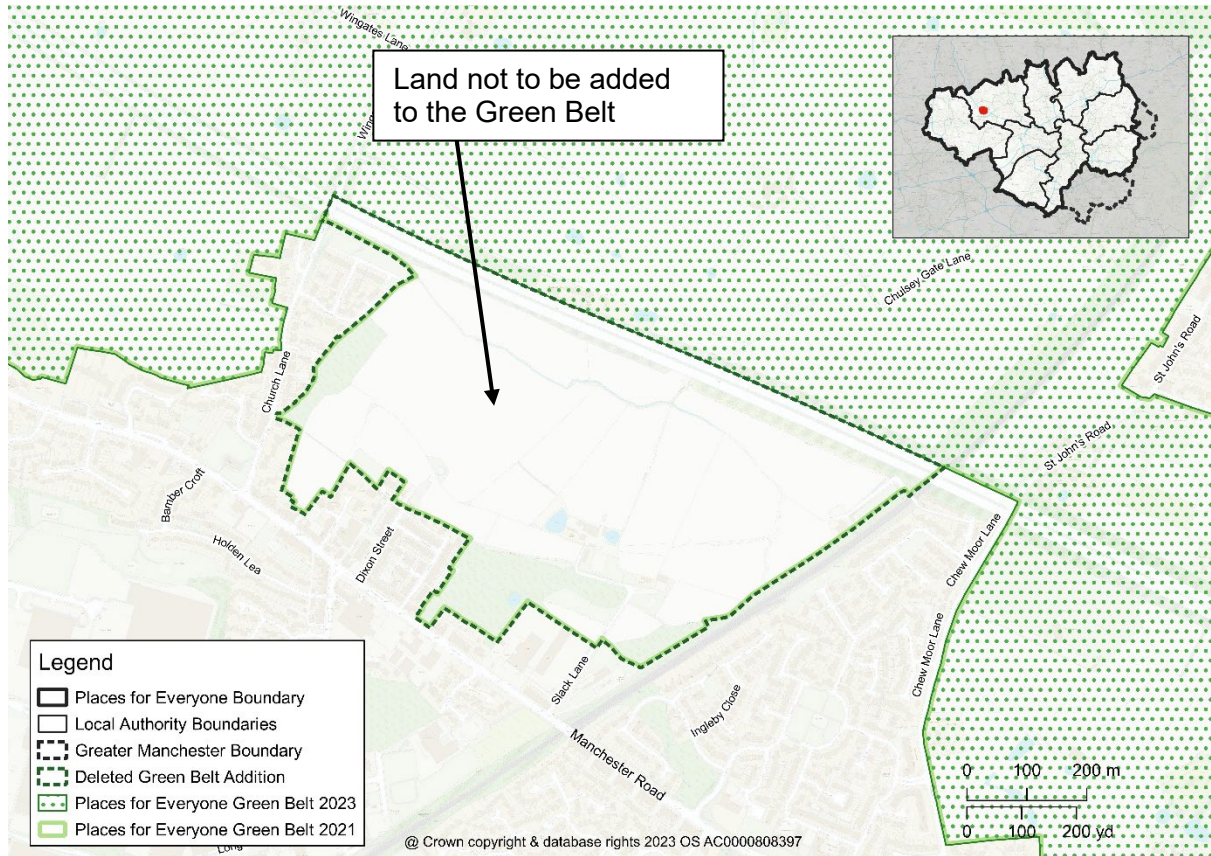 Wingates Lane
Land not to be added
to the Green Belt
Chulsey Gate Lane
St John's Road
St John's Road
Church Lane
Bamber Croft
Holden Lea
Dixon Street
Chew Moor Lane
Chew Moor Lane
Slack Lane
Ingleby Close
Manchester Road
Legend
Places for Everyone Boundary
Local Authority Boundaries
Greater Manchester Boundary
Deleted Green Belt Addition
Places for Everyone Green Belt 2023
Places for Everyone Green Belt 2021
0 100 200 m
0 100 200 yd
@ Crown copyright & database rights 2023 OS AC0000808397